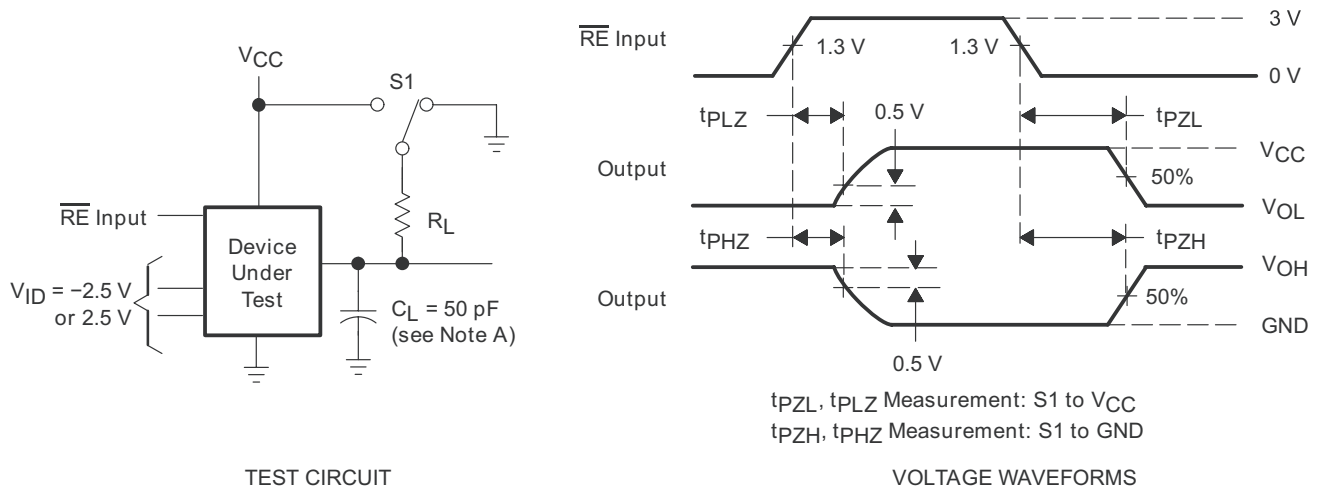 VCC
S1
RE Input
Device
Under
Test
RL
VID = −2.5 V
or 2.5 V
CL = 50 pF
(see Note A)
TEST CIRCUIT
RE Input
3 V
1.3 V
1.3 V
0 V
tPLZ
0.5 V
tPZL
Output
VCC
50%
VOL
tPHZ
tPZH
VOH
Output
50%
GND
0.5 V
tPZL, tPLZ Measurement: S1 to VCC
tPZH, tPHZ Measurement: S1 to GND
VOLTAGE WAVEFORMS